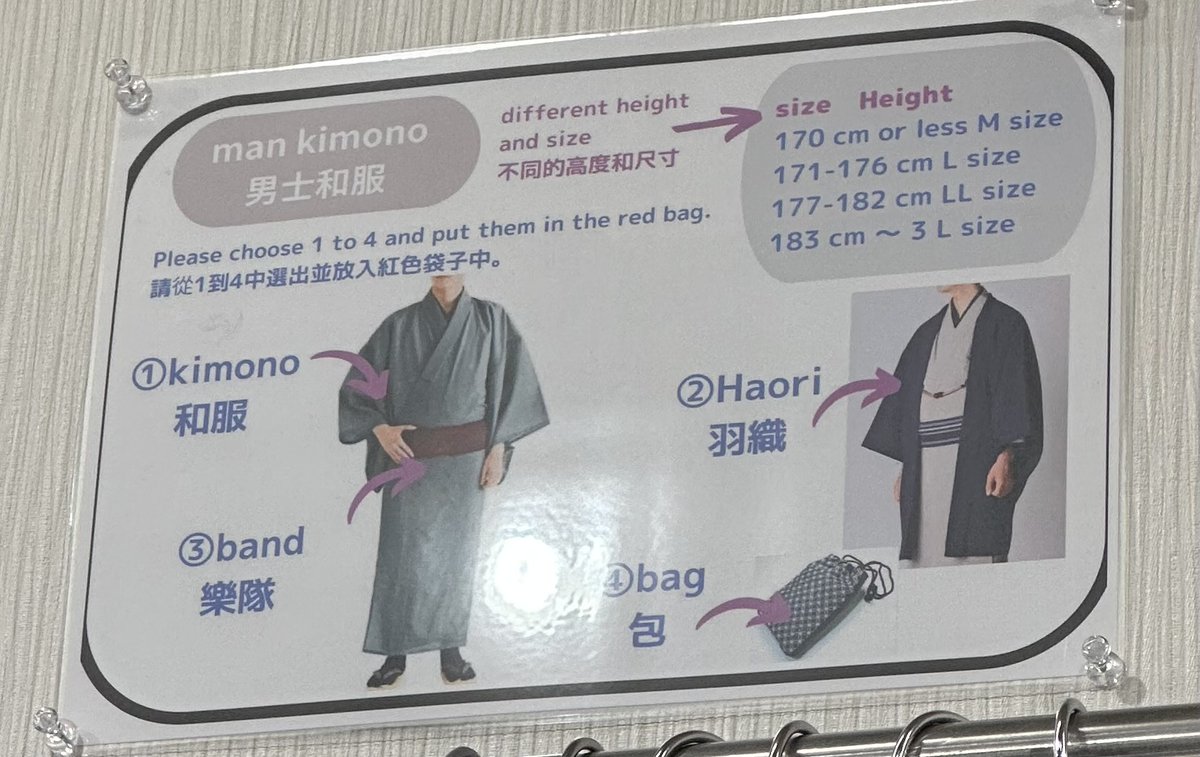 man kimono
男士和服
different height
and size
不同的高度和尺寸
size Height
170 cm or less M size
171-176 cm L size
177-182 cm LL size
183 cm ～ 3 L size
Please choose 1 to 4 and put them in the red bag.
請從1到4中選出並放入紅色袋子中。
①kimono
和服
②Haori
羽織
③band
樂隊
④bag
包